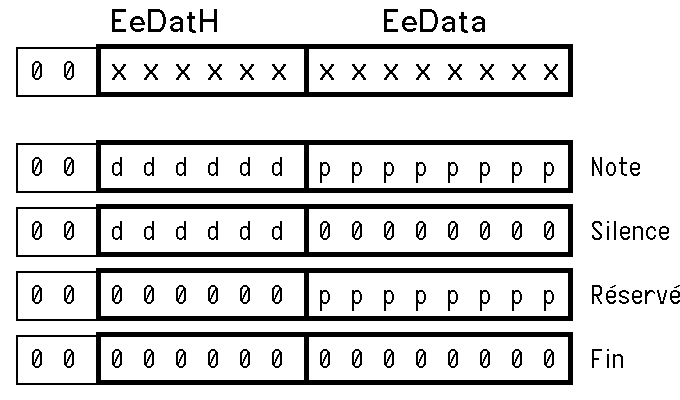 EeDatH EeData
0 0 x x x x x x x x x x x x x x
0 0 d d d d d d p p p p p p p p Note
0 0 d d d d d d 0 0 0 0 0 0 0 0 Silence
0 0 0 0 0 0 0 0 p p p p p p p p Réservé
0 0 0 0 0 0 0 0 0 0 0 0 0 0 0 0 Fin